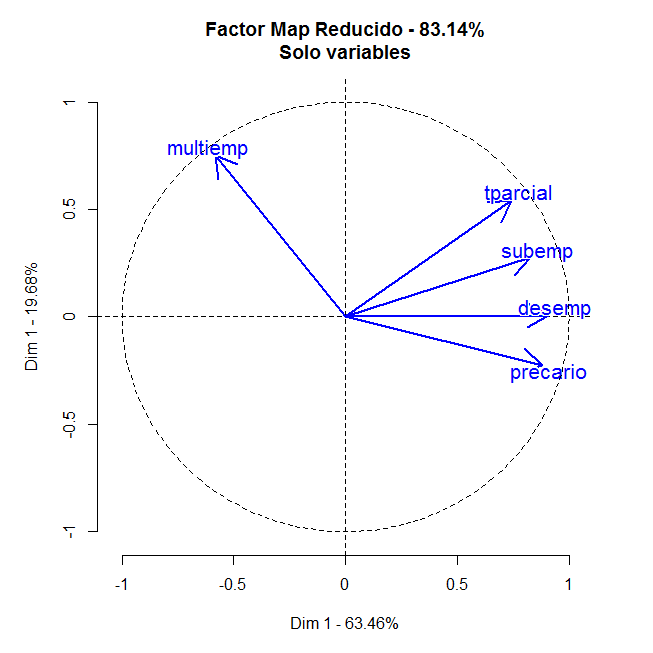 Factor Map Reducido - 83.14%
Solo variables
1
multiemp
tparcial
0.5
subemp
Dim 1 - 19.68%
0
desemp
precario
-0.5
-1
-1 -0.5 0 0.5 1
Dim 1 - 63.46%